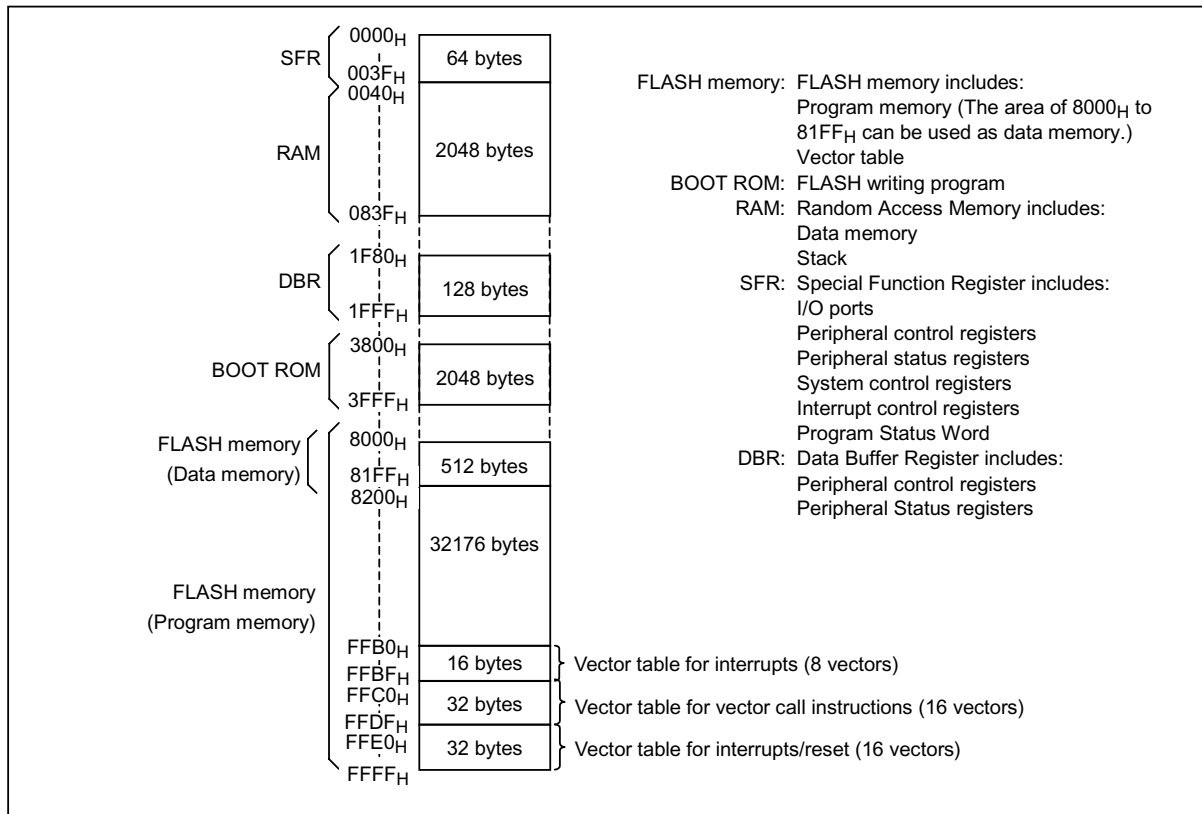 SFR
0000H
003FH
64 bytes
RAM
0040H
083FH
2048 bytes
DBR
1F80H
1FFFH
128 bytes
BOOT ROM
3800H
3FFFH
2048 bytes
FLASH memory
(Data memory)
8000H
81FFH
512 bytes
8200H
32176 bytes
FLASH memory
(Program memory)
FFB0H
FFBFH
16 bytes
Vector table for interrupts (8 vectors)
FFC0H
FFDFH
32 bytes
Vector table for vector call instructions (16 vectors)
FFE0H
FFFFH
32 bytes
Vector table for interrupts/reset (16 vectors)
FLASH memory: FLASH memory includes:
Program memory (The area of 8000H to
81FFH can be used as data memory.)
Vector table
BOOT ROM: FLASH writing program
RAM: Random Access Memory includes:
Data memory
Stack
SFR: Special Function Register includes:
I/O ports
Peripheral control registers
Peripheral status registers
System control registers
Interrupt control registers
Program Status Word
DBR: Data Buffer Register includes:
Peripheral control registers
Peripheral Status registers